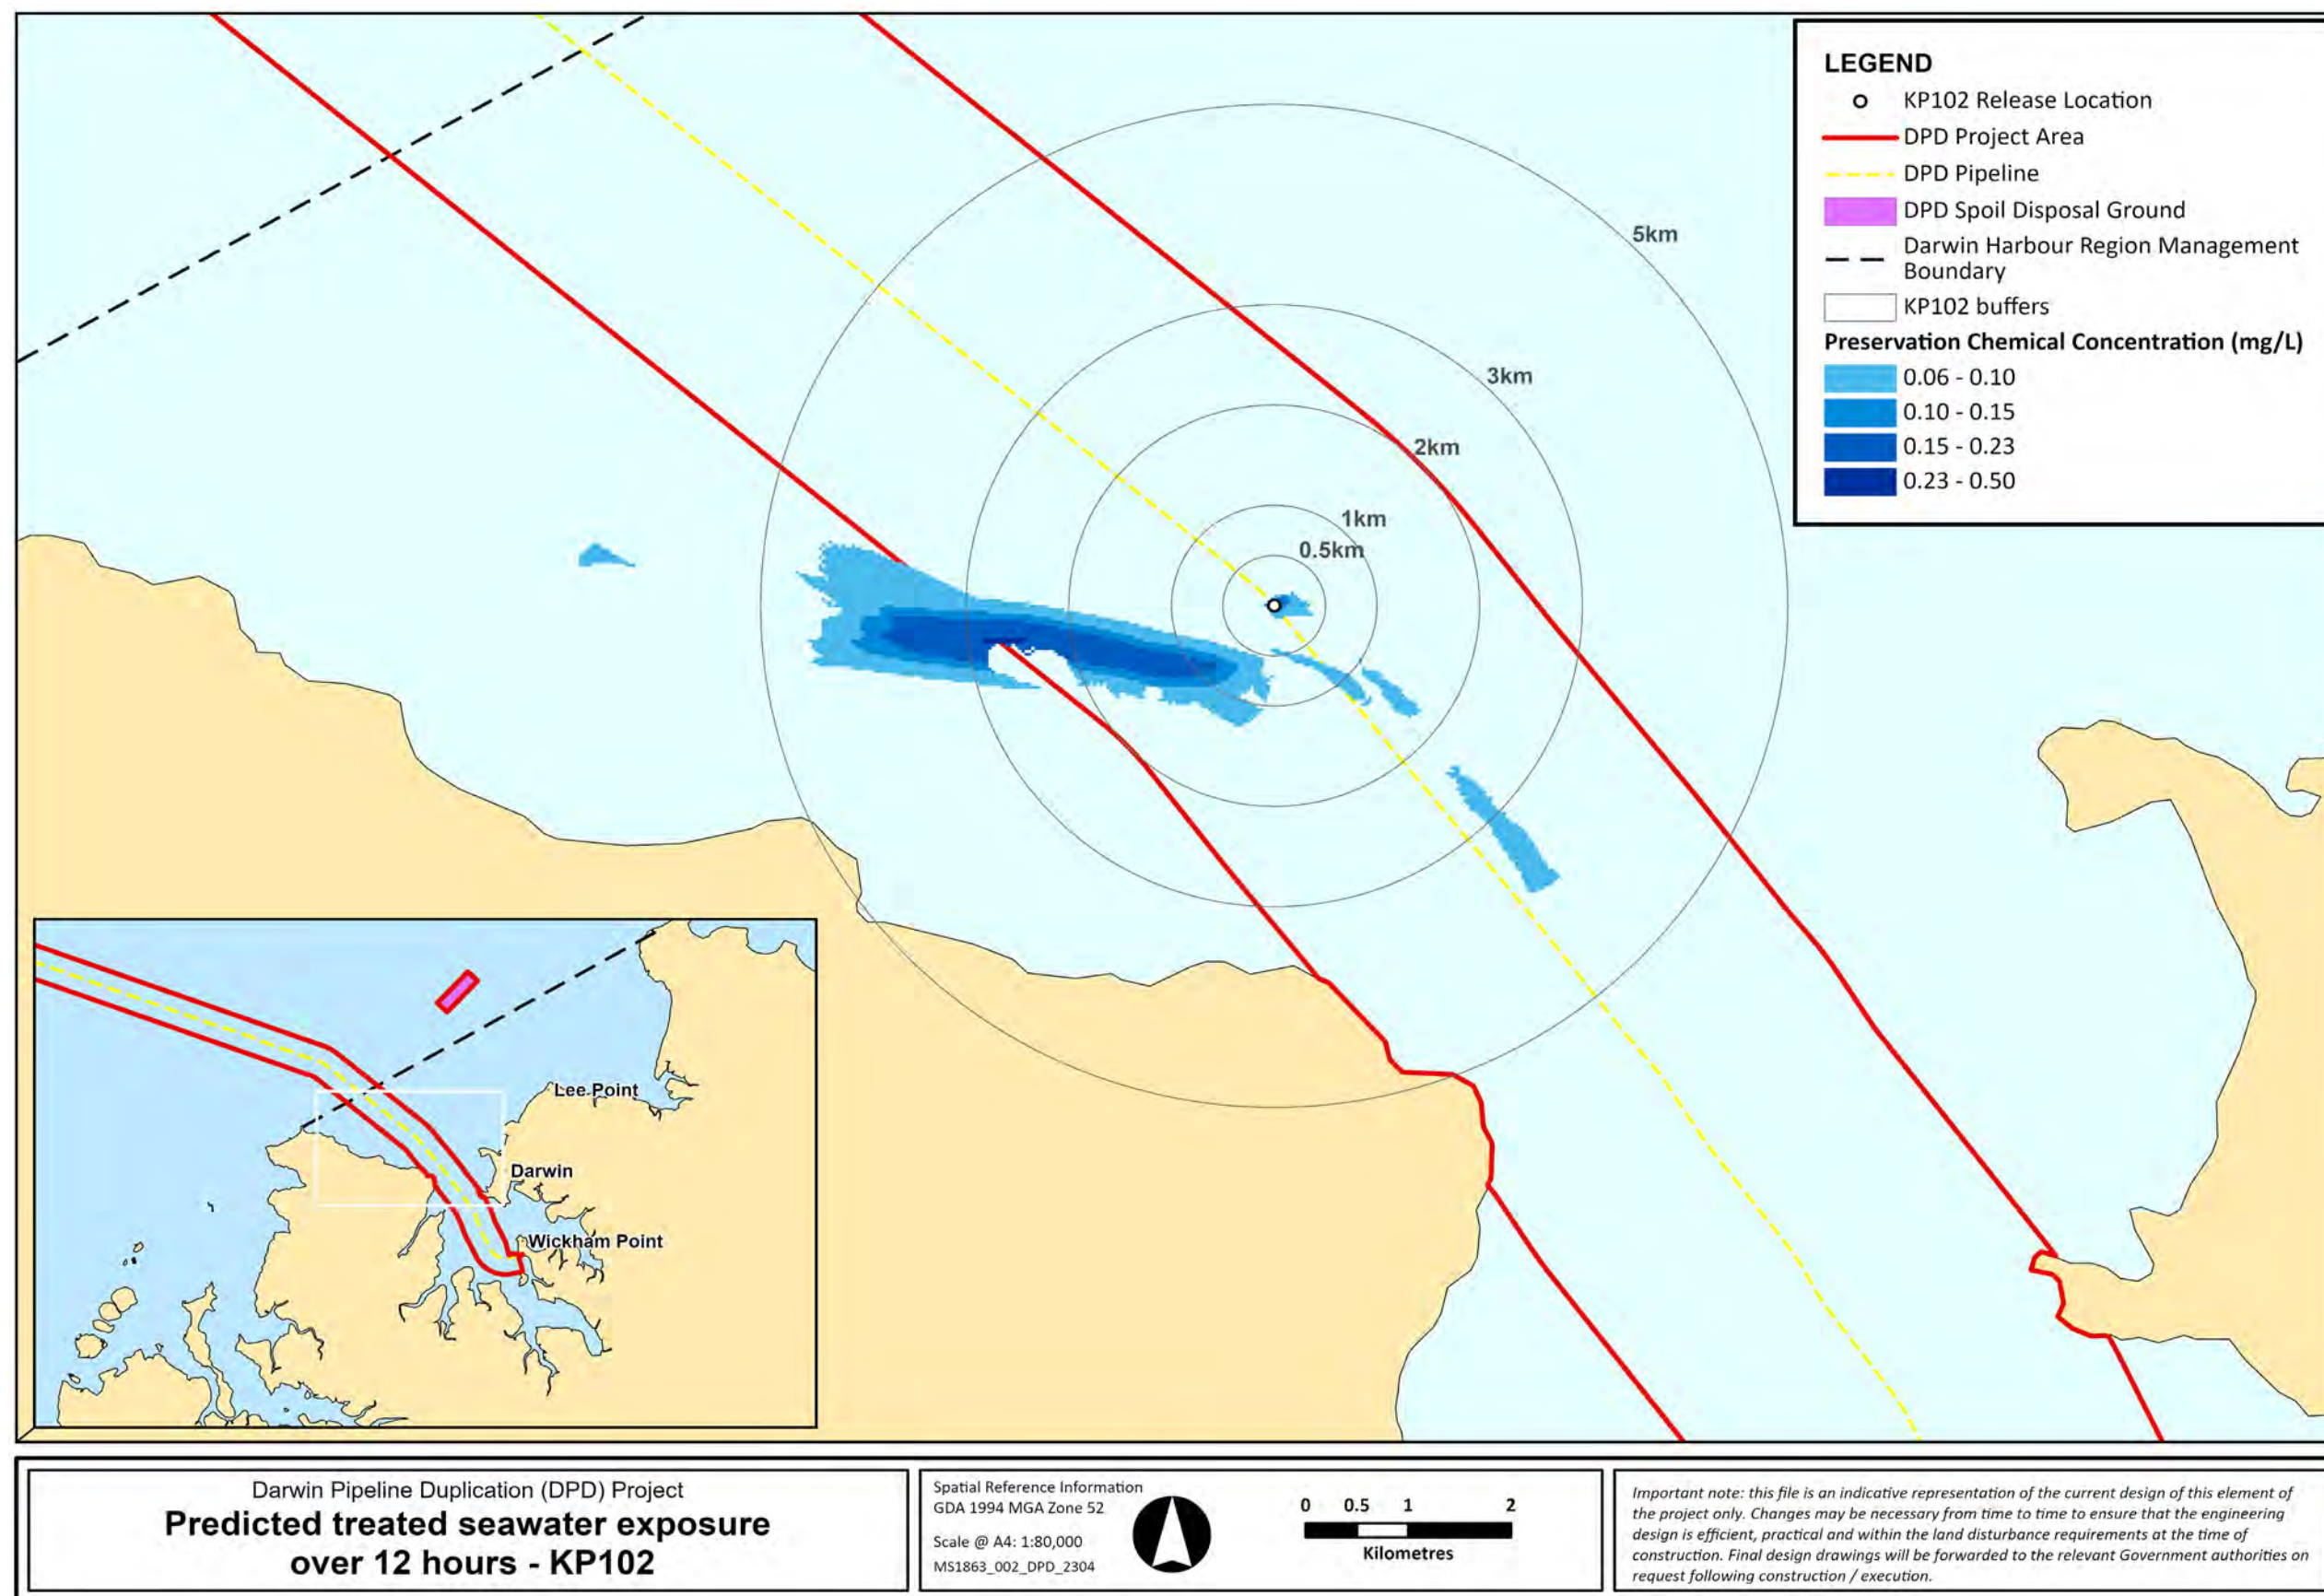 LEGEND
KP102 Release Location
DPD Project Area
DPD Pipeline
DPD Spoil Disposal Ground
Darwin Harbour Region Management
Boundary
KP102 buffers
Preservation Chemical Concentration (mg/L)
0.06 - 0.10
0.10 - 0.15
0.15 - 0.23
0.23 - 0.50
5km
3km
2km
1km
0.5km
Lee Point
Darwin
Wickham Point
Darwin Pipeline Duplication (DPD) Project
Predicted treated seawater exposure
over 12 hours - KP102
Spatial Reference Information
GDA 1994 MGA Zone 52
Scale @ A4: 1:80,000
MS1863_002_DPD_2304
0 0.5 1 2
Kilometres
Important note: this file is an indicative representation of the current design of this element of
the project only. Changes may be necessary from time to time to ensure that the engineering
design is efficient, practical and within the land disturbance requirements at the time of
construction. Final design drawings will be forwarded to the relevant Government authorities on
request following construction / execution.